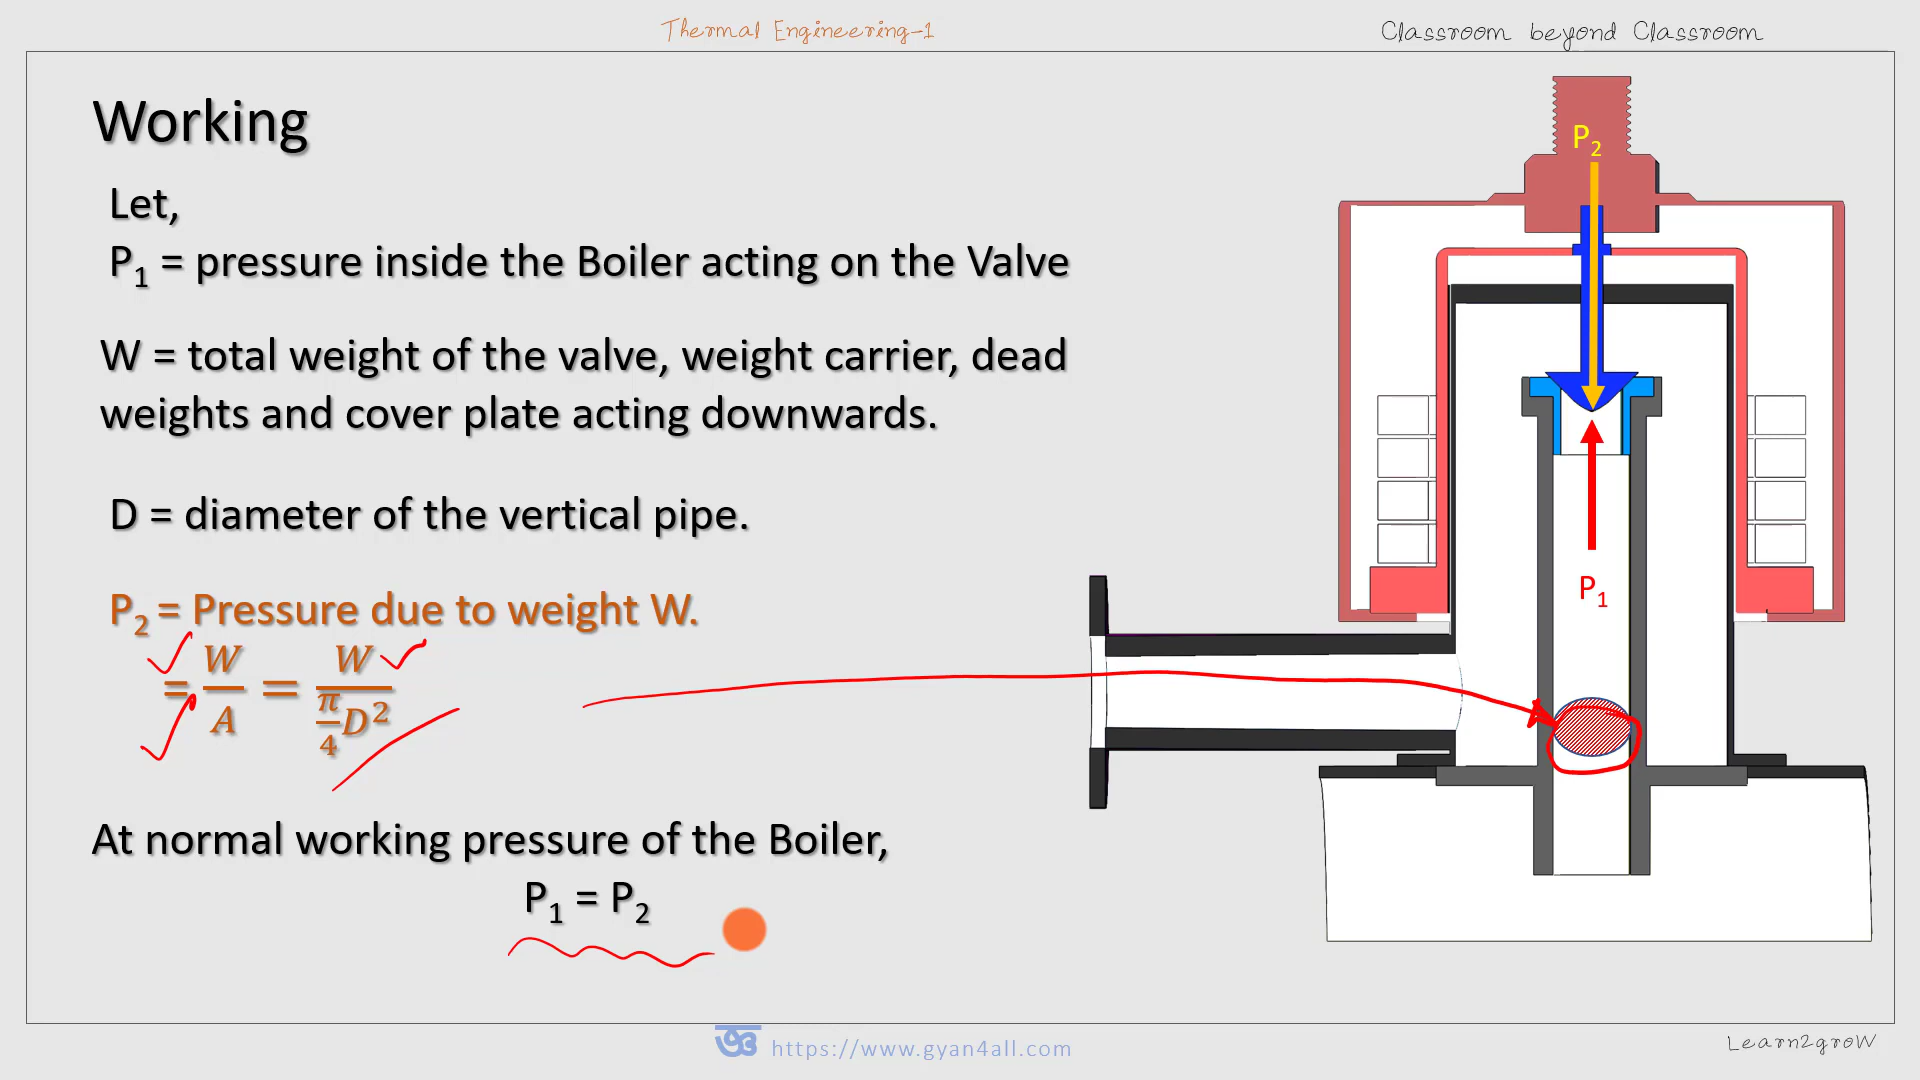 Thermal Engineering-1
Classroom beyond Classroom
Working
Let,
P₁ = pressure inside the Boiler acting on the Valve
W = total weight of the valve, weight carrier, dead
weights and cover plate acting downwards.
D = diameter of the vertical pipe.
P₂ = Pressure due to weight W.
= W/A = W/(π/4 D²)
At normal working pressure of the Boiler,
P₁ = P₂
P₂
P₁
https://www.gyan4all.com
Learn2groW